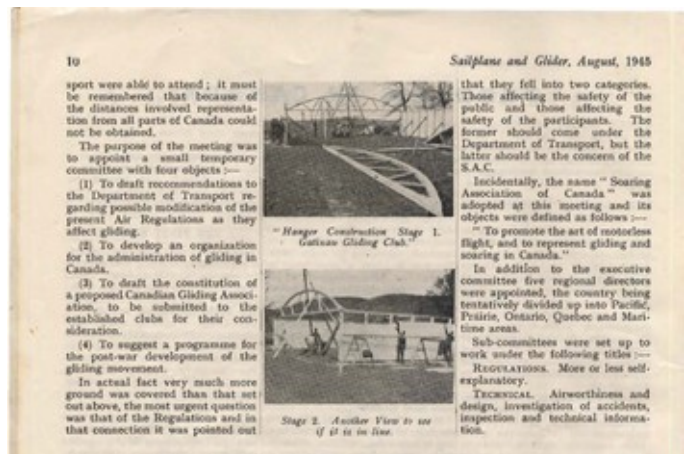 10
Sailplane and Glider, August, 1945
sport were able to attend ; it must
be remembered that because of
the distances involved representa-
tion from all parts of Canada could
not be obtained.
The purpose of the meeting was
to appoint a small temporary
committee with four objects :—
(1) To draft recommendations to
the Department of Transport re-
garding possible modification of the
present Air Regulations as they
affect gliding.
(2) To develop an organization
for the administration of gliding in
Canada.
(3) To draft the constitution of
a proposed Canadian Gliding Associ-
ation, to be submitted to the
established clubs for their con-
sideration.
(4) To suggest a programme for
the post-war development of the
gliding movement.
In actual fact very much more
ground was covered than that set
out above, the most urgent question
was that of the Regulations and in
that connection it was pointed out
"Hanger Construction Stage 1.
Gatinau Gliding Club."
Stage 2. Another View to see
if it is in line.
that they fell into two categories.
Those affecting the safety of the
public and those affecting the
safety of the participants. The
former should come under the
Department of Transport, but the
latter should be the concern of the
S.A.C.
Incidentally, the name " Soaring
Association of Canada " was
adopted at this meeting and its
objects were defined as follows :—
" To promote the art of motorless
flight, and to represent gliding and
soaring in Canada."
In addition to the executive
committee five regional directors
were appointed, the country being
tentatively divided up into Pacific,
Prairie, Ontario, Quebec and Mari-
time areas.
Sub-committees were set up to
work under the following titles :—
REGULATIONS. More or less self-
explanatory.
TECHNICAL. Airworthiness and
design, investigation of accidents,
inspection and technical informa-
tion.